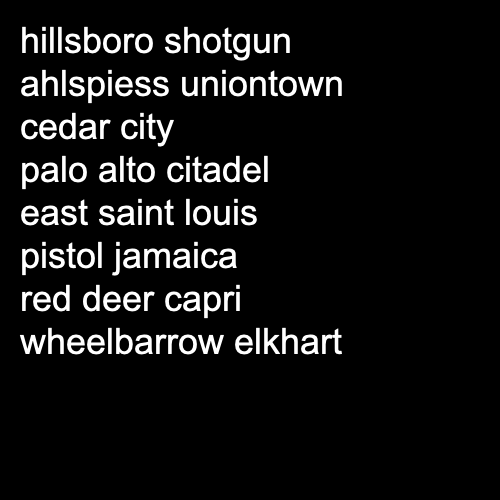 hillsboro shotgun
ahlspiess uniontown
cedar city
palo alto citadel
east saint louis
pistol jamaica
red deer capri
wheelbarrow elkhart